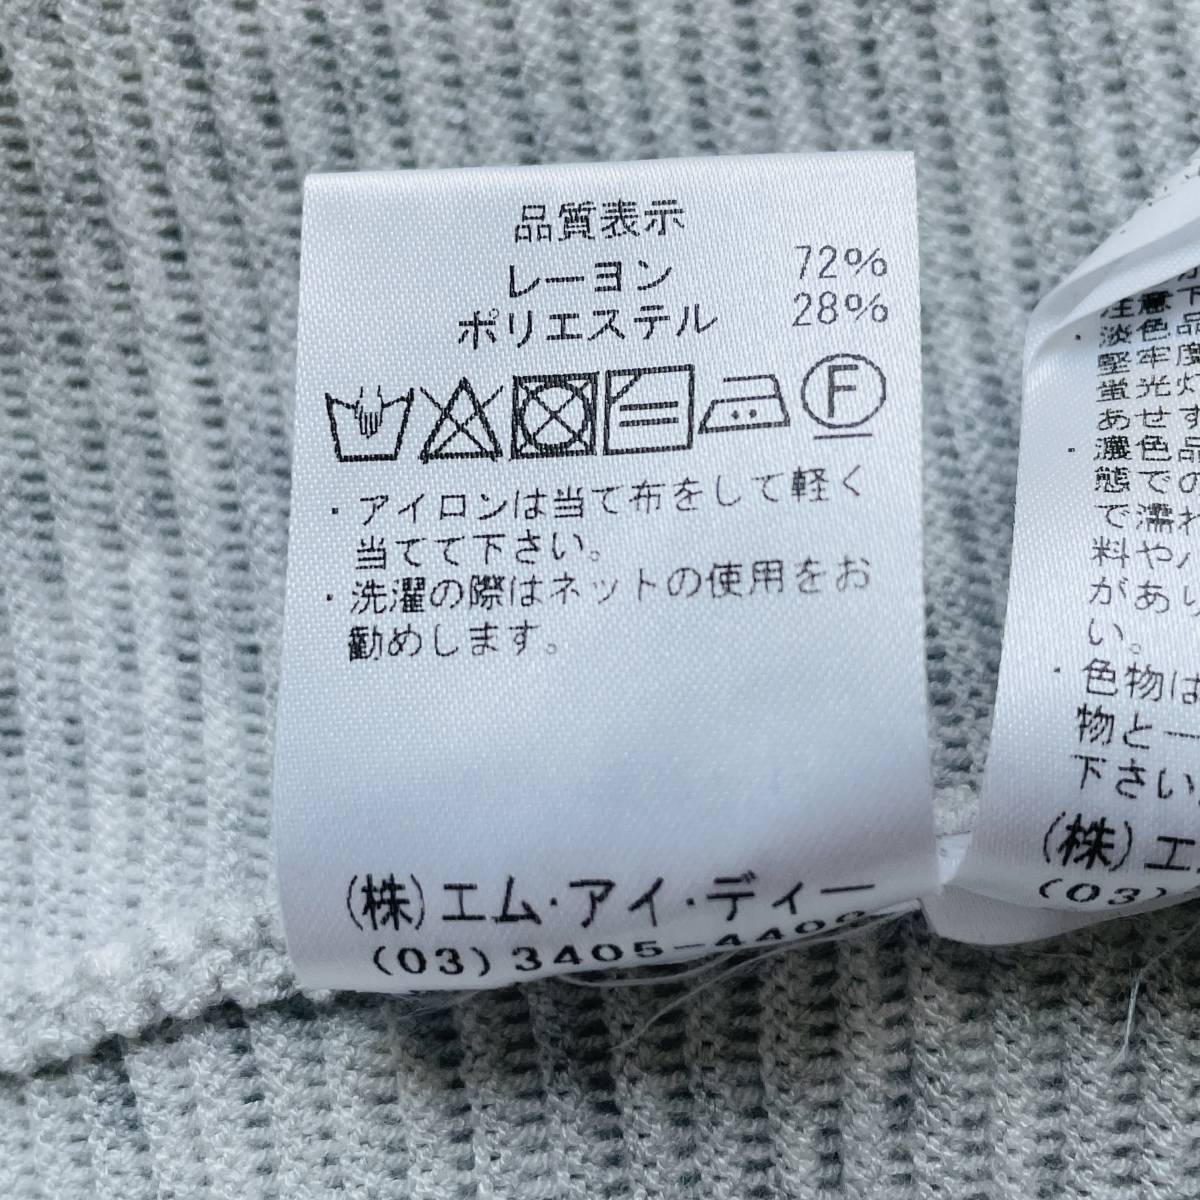 品質表示
レーヨン 72%
ポリエステル 28%
F
・アイロンは当て布をして軽く
当てて下さい。
・洗濯の際はネットの使用をお
勧めします。
(株)エム・アイ・ディー
(03)3405-4409
注意下
・淡色品
堅牢度
蛍光灯
あせす
・濃色品
態での
で濡れ
料や
があり
い。
・色物は
物と一
下さい。
(株)エ
(03)